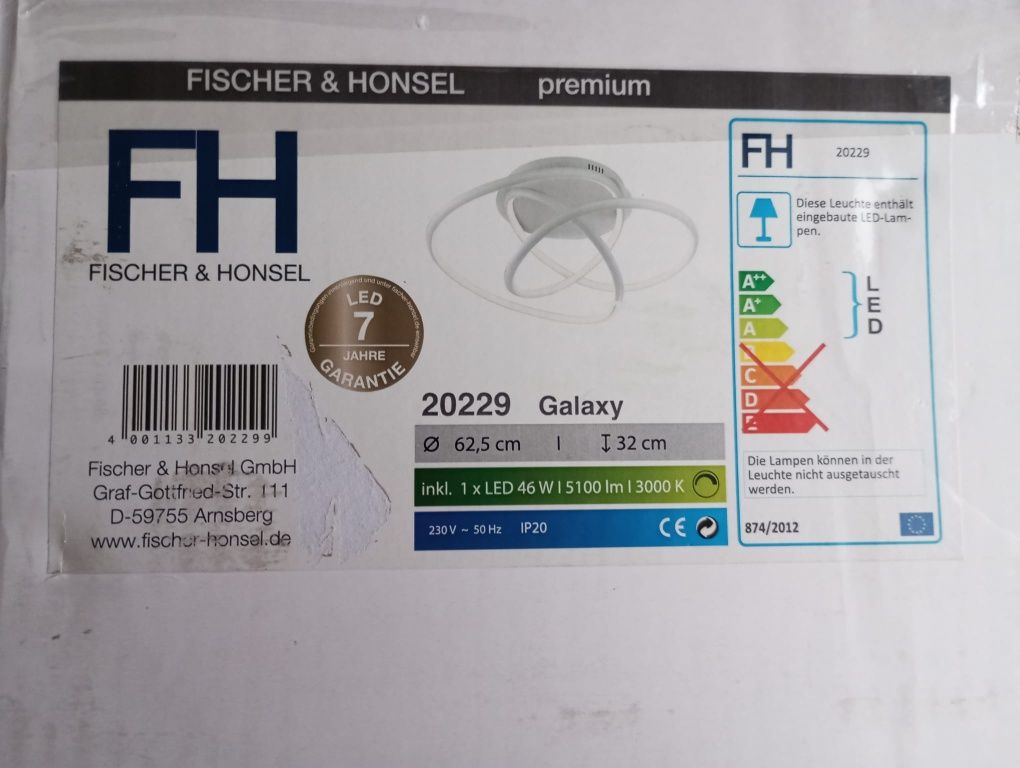 FISCHER & HONSEL premium
FH
FISCHER & HONSEL
LED
7
JAHRE
GARANTIE
4 001133 202299
Fischer & Honsel GmbH
Graf-Gottfried-Str. 111
D-59755 Arnsberg
www.fischer-honsel.de
20229 Galaxy
Ø 62,5 cm I 32 cm
inkl. 1 x LED 46 W I 5100 lm I 3000 K
230 V ~ 50 Hz IP20 CE
FH 20229
Diese Leuchte enthält
eingebaute LED-Lam-
pen.
A++
A+
A
C
D
E
L
E
D
Die Lampen können in der
Leuchte nicht ausgetauscht
werden.
874/2012